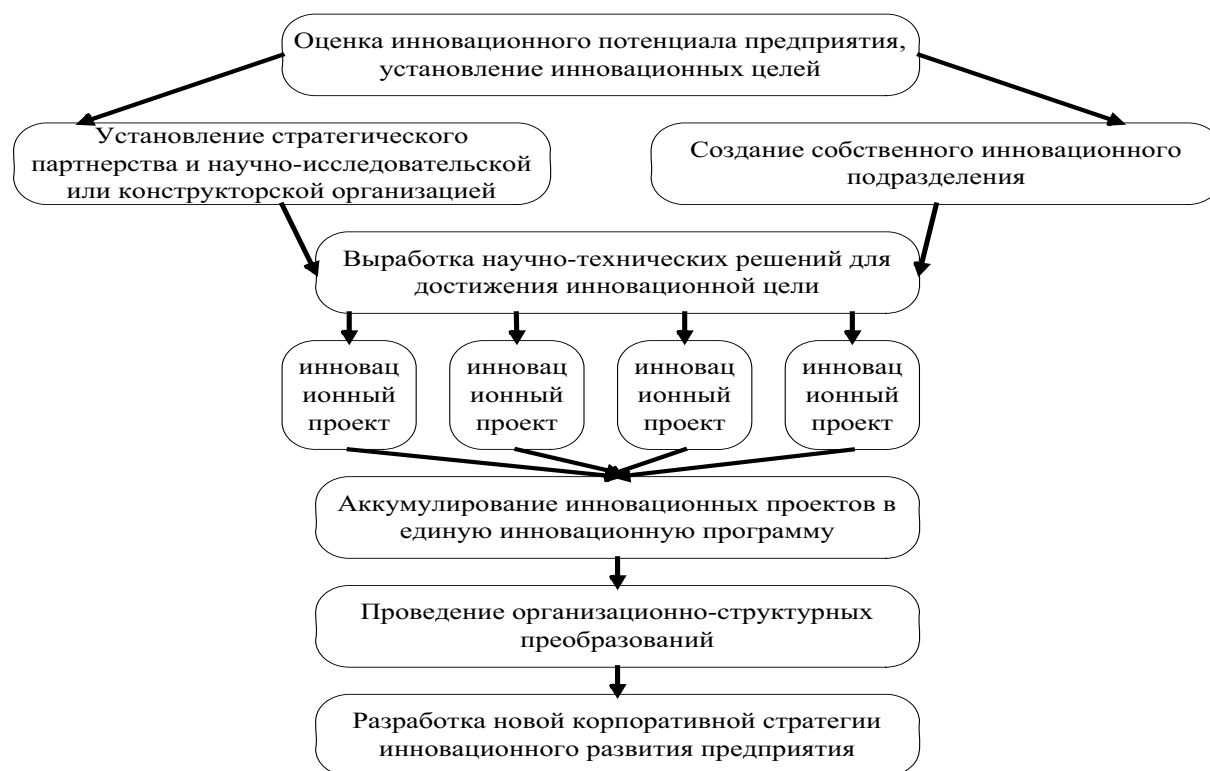 Оценка инновационного потенциала предприятия,
установление инновационных целей
Установление стратегического
партнерства и научно-исследовательской
или конструкторской организацией
Создание собственного инновационного
подразделения
Выработка научно-технических решений для
достижения инновационной цели
инновац
ионный
проект
инновац
ионный
проект
инновац
ионный
проект
инновац
ионный
проект
Аккумулирование инновационных проектов в
единую инновационную программу
Проведение организационно-структурных
преобразований
Разработка новой корпоративной стратегии
инновационного развития предприятия